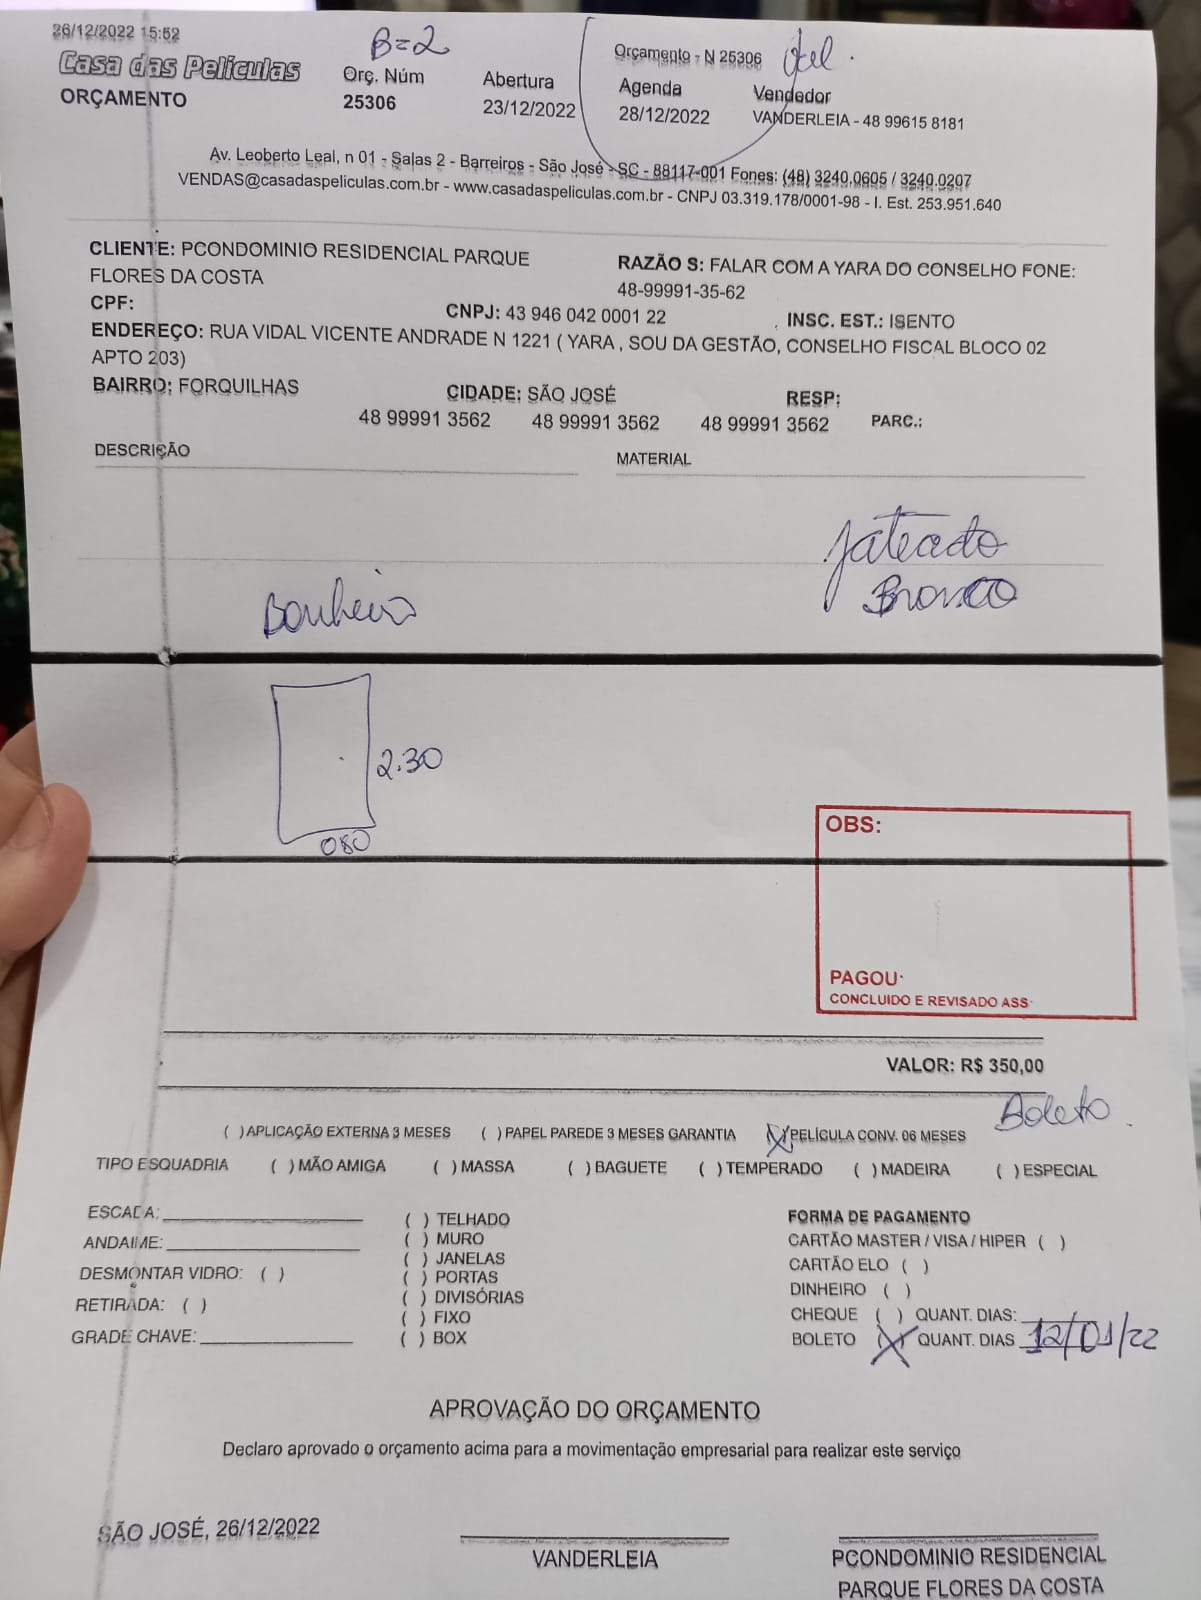 26/12/2022 15:52
B=2
Orçamento - N 25306
Casa das Películas
Orç. Núm
Abertura
Agenda
Vendedor
ORÇAMENTO
25306
23/12/2022
28/12/2022
VANDERLEIA - 48 99615 8181
Av. Leoberto Leal, n 01 - Salas 2 - Barreiros - São José - SC - 88117-001 Fones: (48) 3240.0605 / 3240.0207
VENDAS@casadaspeliculas.com.br - www.casadaspeliculas.com.br - CNPJ 03.319.178/0001-98 - I. Est. 253.951.640
CLIENTE: PCONDOMINIO RESIDENCIAL PARQUE
FLORES DA COSTA
RAZÃO S: FALAR COM A YARA DO CONSELHO FONE:
48-99991-35-62
CPF:
CNPJ: 43 946 042 0001 22
INSC. EST.: ISENTO
ENDEREÇO: RUA VIDAL VICENTE ANDRADE N 1221 ( YARA , SOU DA GESTÃO, CONSELHO FISCAL BLOCO 02
APTO 203)
BAIRRO: FORQUILHAS
CIDADE: SÃO JOSÉ
RESP:
48 99991 3562 48 99991 3562 48 99991 3562 PARC.:
DESCRIÇÃO
MATERIAL
Jateado
Branco
Banheiro
2.30
080
OBS:
PAGOU:
CONCLUIDO E REVISADO ASS:
VALOR: R$ 350,00
Boleto
( )APLICAÇÃO EXTERNA 3 MESES ( )PAPEL PAREDE 3 MESES GARANTIA (X)PELÍCULA CONV. 06 MESES
TIPO ESQUADRIA ( )MÃO AMIGA ( )MASSA ( )BAGUETE ( )TEMPERADO ( )MADEIRA ( )ESPECIAL
ESCADA:
ANDAIME:
DESMONTAR VIDRO: ( )
RETIRADA: ( )
GRADE CHAVE:
( ) TELHADO
( ) MURO
( ) JANELAS
( ) PORTAS
( ) DIVISÓRIAS
( ) FIXO
( ) BOX
FORMA DE PAGAMENTO
CARTÃO MASTER / VISA / HIPER ( )
CARTÃO ELO ( )
DINHEIRO ( )
CHEQUE ( ) QUANT. DIAS:
BOLETO (X) QUANT. DIAS 12/01/22
APROVAÇÃO DO ORÇAMENTO
Declaro aprovado o orçamento acima para a movimentação empresarial para realizar este serviço
SÃO JOSÉ, 26/12/2022
VANDERLEIA
PCONDOMINIO RESIDENCIAL
PARQUE FLORES DA COSTA